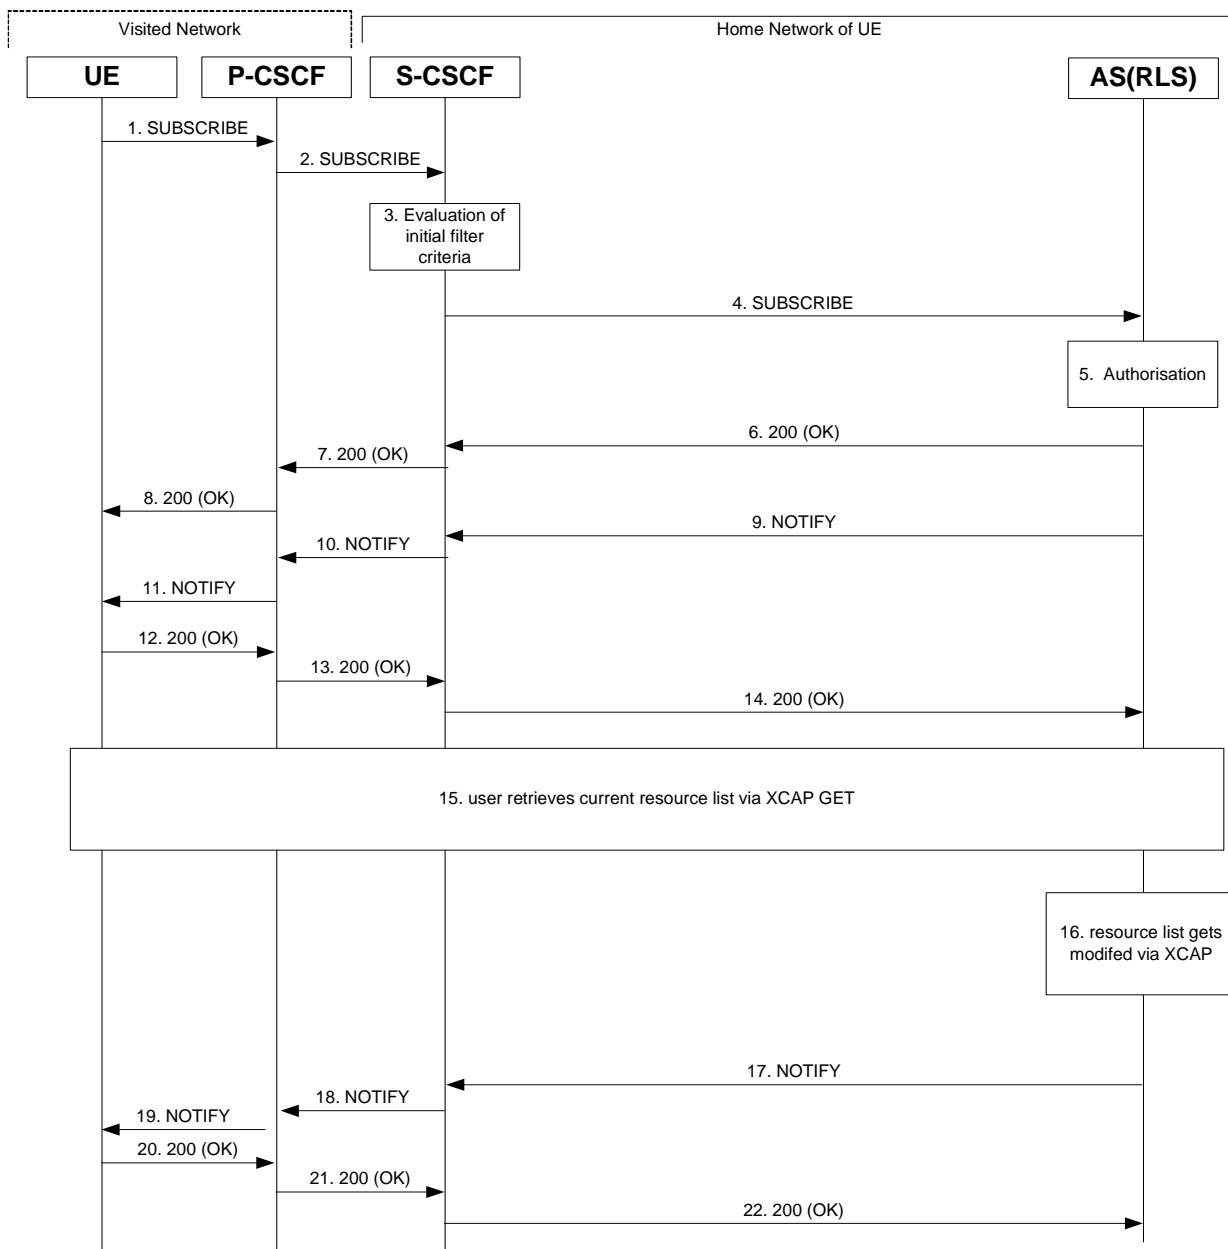 Visited Network
Home Network of UE
UE
P-CSCF
S-CSCF
AS(RLS)
1. SUBSCRIBE
2. SUBSCRIBE
3. Evaluation of
initial filter
criteria
4. SUBSCRIBE
5. Authorisation
6. 200 (OK)
7. 200 (OK)
8. 200 (OK)
9. NOTIFY
10. NOTIFY
11. NOTIFY
12. 200 (OK)
13. 200 (OK)
14. 200 (OK)
15. user retrieves current resource list via XCAP GET
16. resource list gets
modifed via XCAP
17. NOTIFY
18. NOTIFY
19. NOTIFY
20. 200 (OK)
21. 200 (OK)
22. 200 (OK)